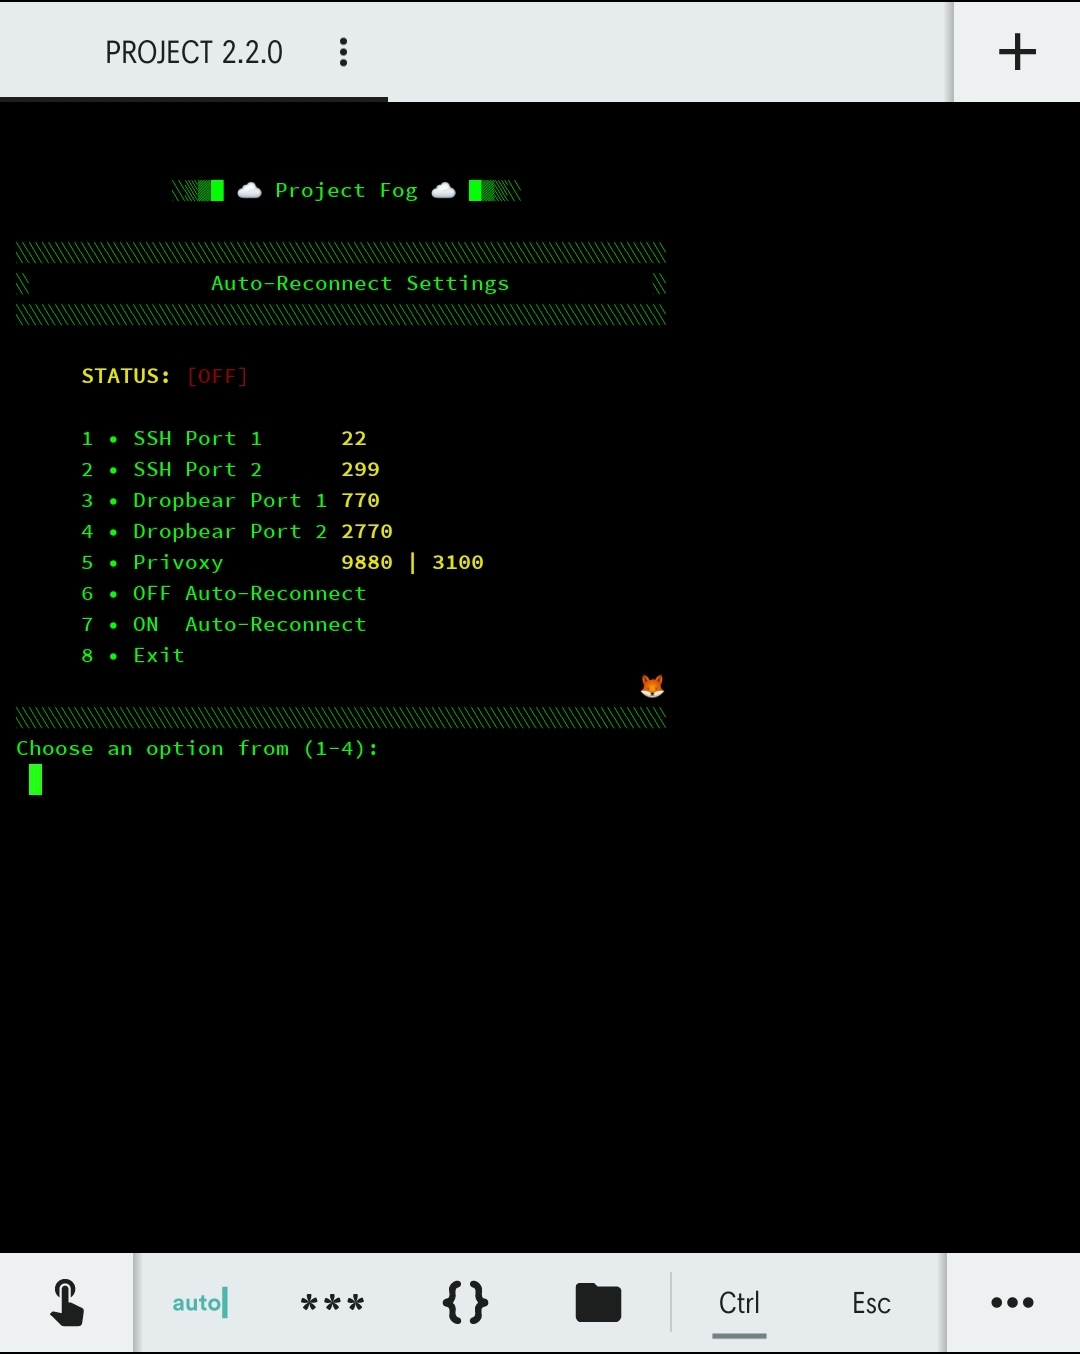 PROJECT 2.2.0
Project Fog
Auto-Reconnect Settings
STATUS: [OFF]
1 • SSH Port 1 22
2 • SSH Port 2 299
3 • Dropbear Port 1 770
4 • Dropbear Port 2 2770
5 • Privoxy 9880 | 3100
6 • OFF Auto-Reconnect
7 • ON Auto-Reconnect
8 • Exit
Choose an option from (1-4):
auto *** {} Ctrl Esc